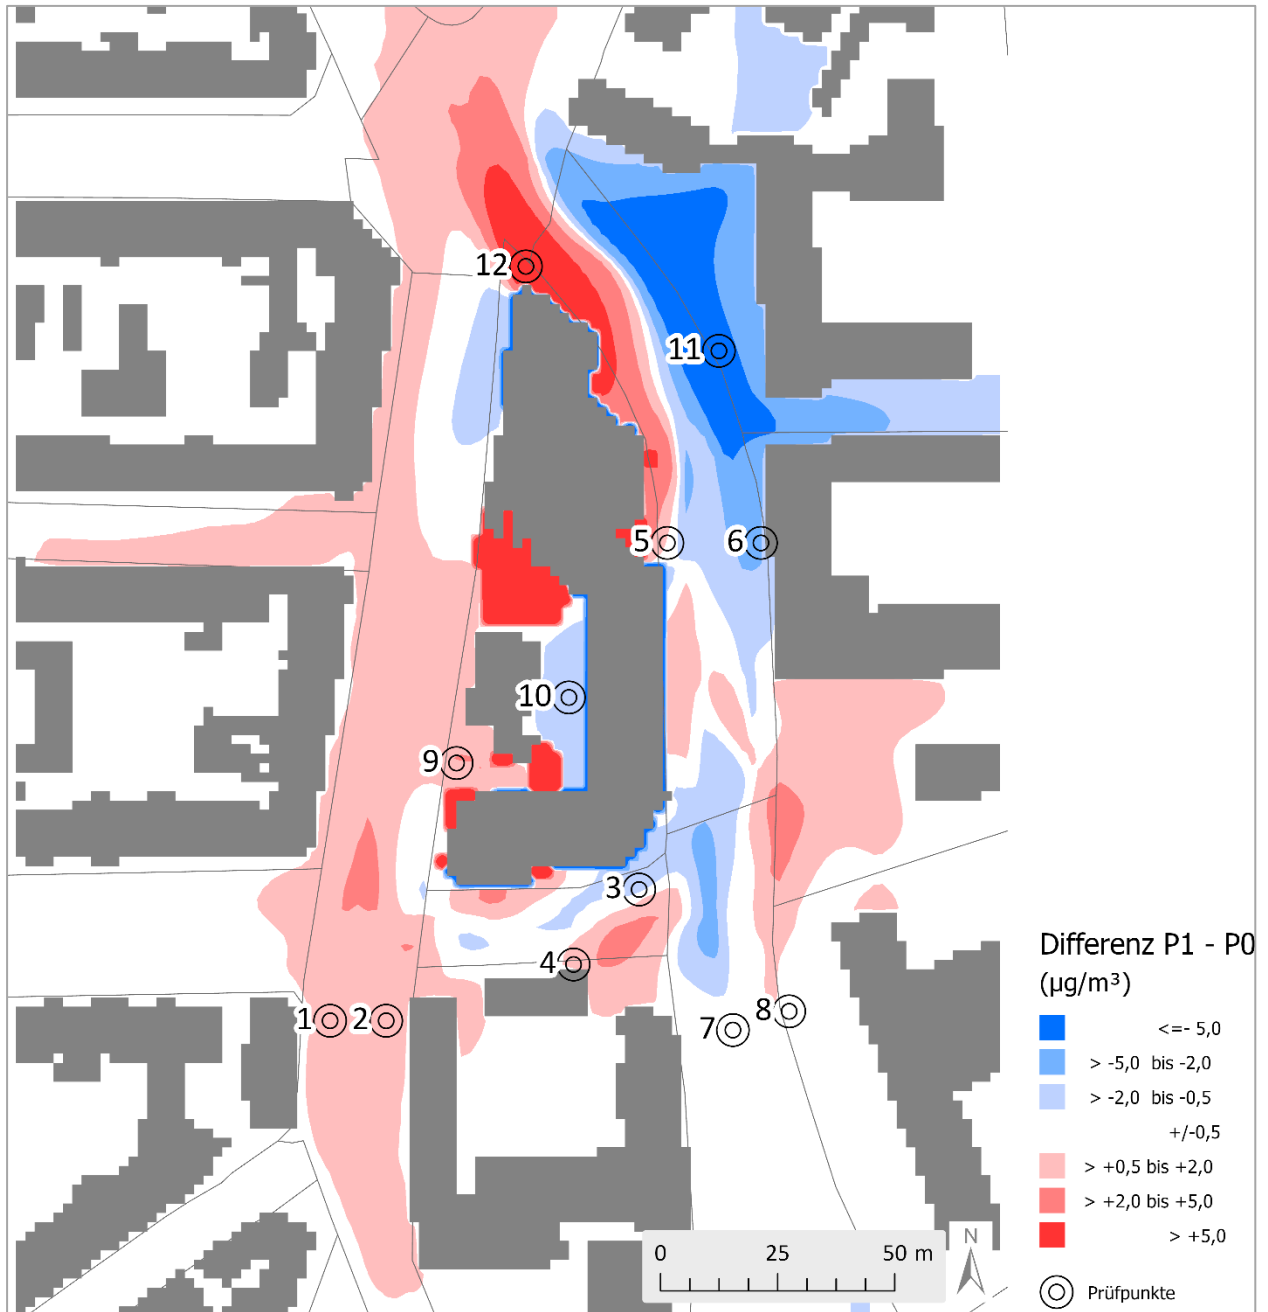 12
11
5
6
10
9
3
4
1
2
7
8
Differenz P1 - P0
(µg/m³)
<=- 5,0
> -5,0 bis -2,0
> -2,0 bis -0,5
+/-0,5
> +0,5 bis +2,0
> +2,0 bis +5,0
> +5,0
Prüfpunkte
0 25 50 m
N